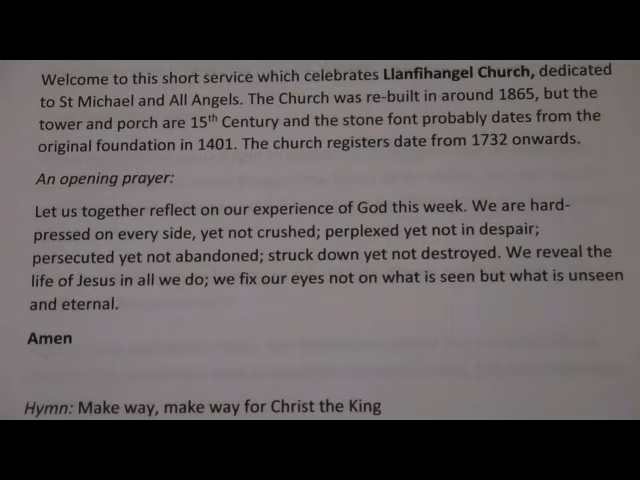 Welcome to this short service which celebrates Llanfihangel Church, dedicated
to St Michael and All Angels. The Church was re-built in around 1865, but the
tower and porch are 15th Century and the stone font probably dates from the
original foundation in 1401. The church registers date from 1732 onwards.
An opening prayer:
Let us together reflect on our experience of God this week. We are hard-
pressed on every side, yet not crushed; perplexed yet not in despair;
persecuted yet not abandoned; struck down yet not destroyed. We reveal the
life of Jesus in all we do; we fix our eyes not on what is seen but what is unseen
and eternal.
Amen
Hymn: Make way, make way for Christ the King